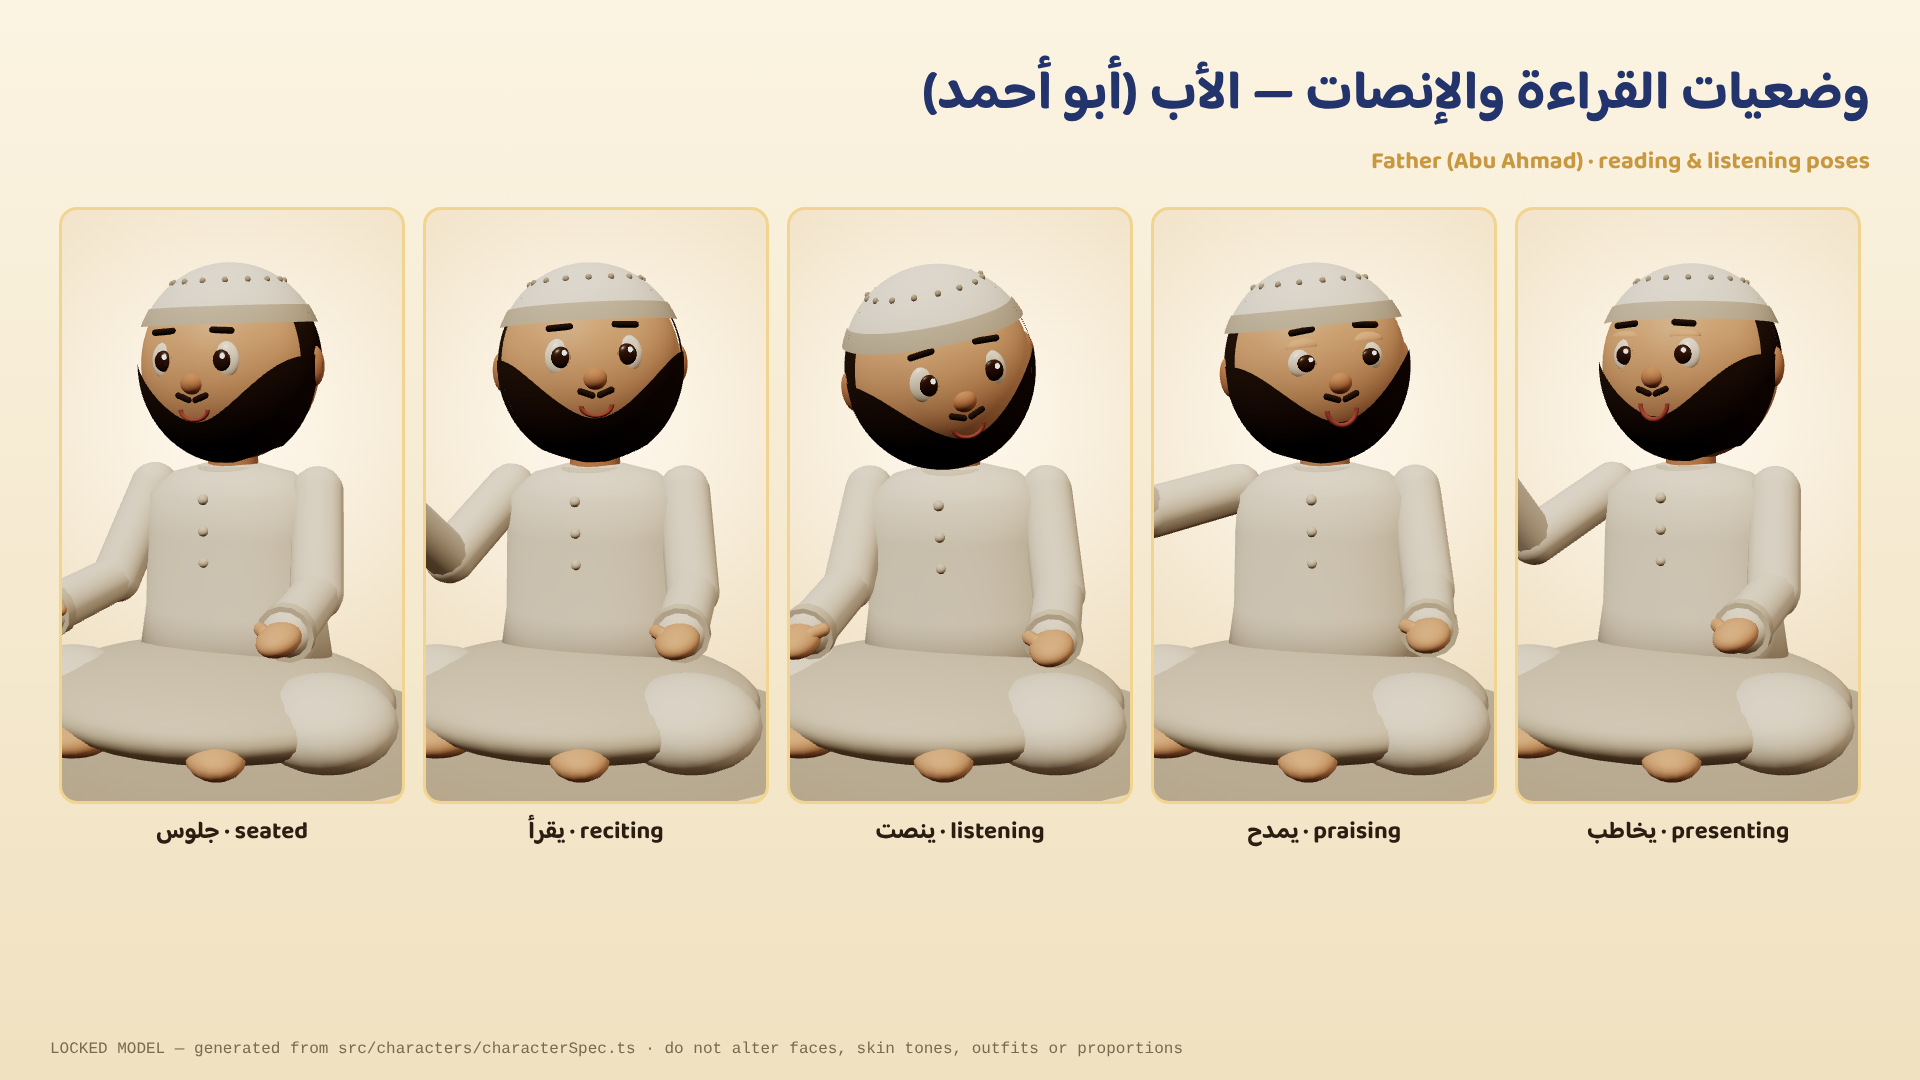 وضعيات القراءة والإنصات — الأب (أبو أحمد)
Father (Abu Ahmad) · reading & listening poses
جلوس · seated
يقرأ · reciting
ينصت · listening
يمدح · praising
يخاطب · presenting
LOCKED MODEL — generated from src/characters/characterSpec.ts · do not alter faces, skin tones, outfits or proportions